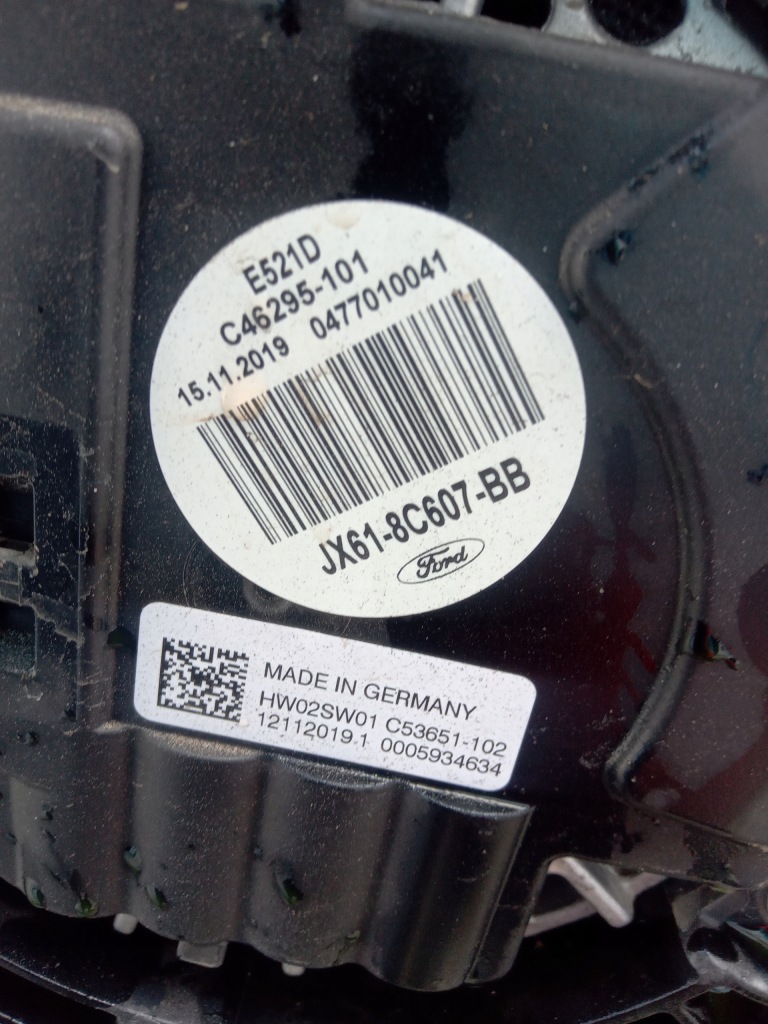 E521D
C46295-101
15.11.2019 0477010041
JX61-8C607-BB
Ford
MADE IN GERMANY
HW02SW01 C53651-102
12112019.1 0005934634